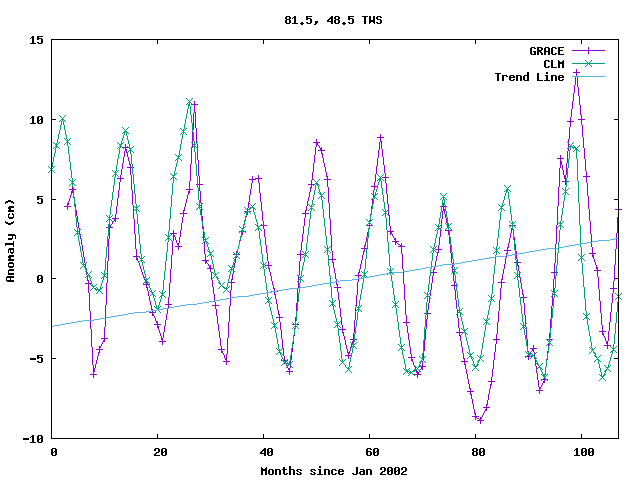 81.5, 48.5 TWS
GRACE
CLM
Trend Line
15
10
5
0
-5
-10
Anomaly (cm)
0 20 40 60 80 100
Months since Jan 2002